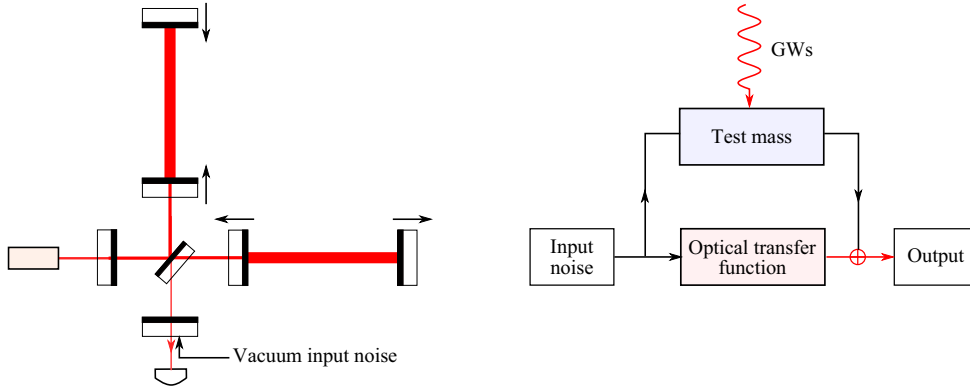 Vacuum input noise
GWs
Test mass
Input
noise
Optical transfer
function
Output